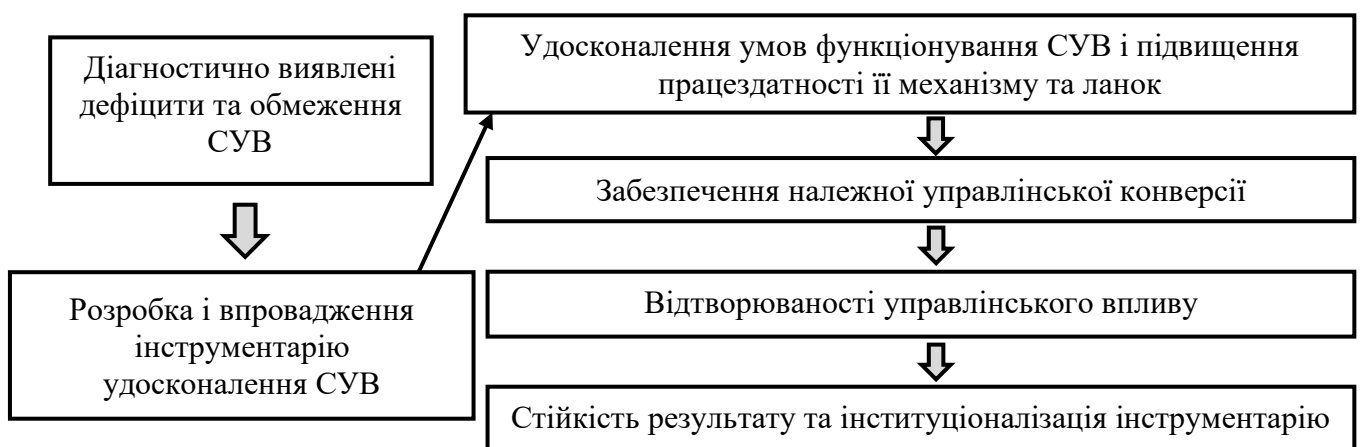 Діагностично виявлені
дефіцити та обмеження
СУВ
Розробка і впровадження
інструментарію
удосконалення СУВ
Удосконалення умов функціонування СУВ і підвищення
працездатності її механізму та ланок
Забезпечення належної управлінської конверсії
Відтворюваності управлінського впливу
Стійкість результату та інституціоналізація інструментарію